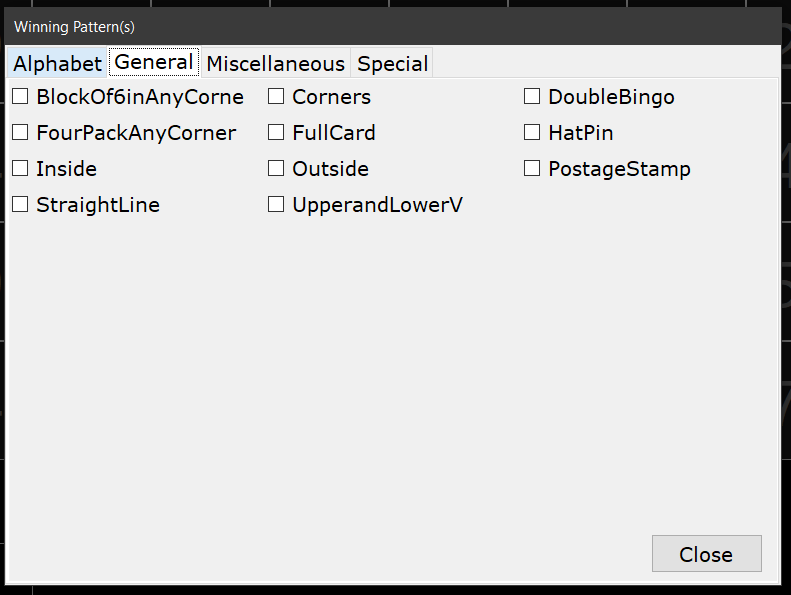 Winning Pattern(s)
Alphabet General Miscellaneous Special
BlockOf6inAnyCorne Corners DoubleBingo
FourPackAnyCorner FullCard HatPin
Inside Outside PostageStamp
StraightLine UpperandLowerV
Close